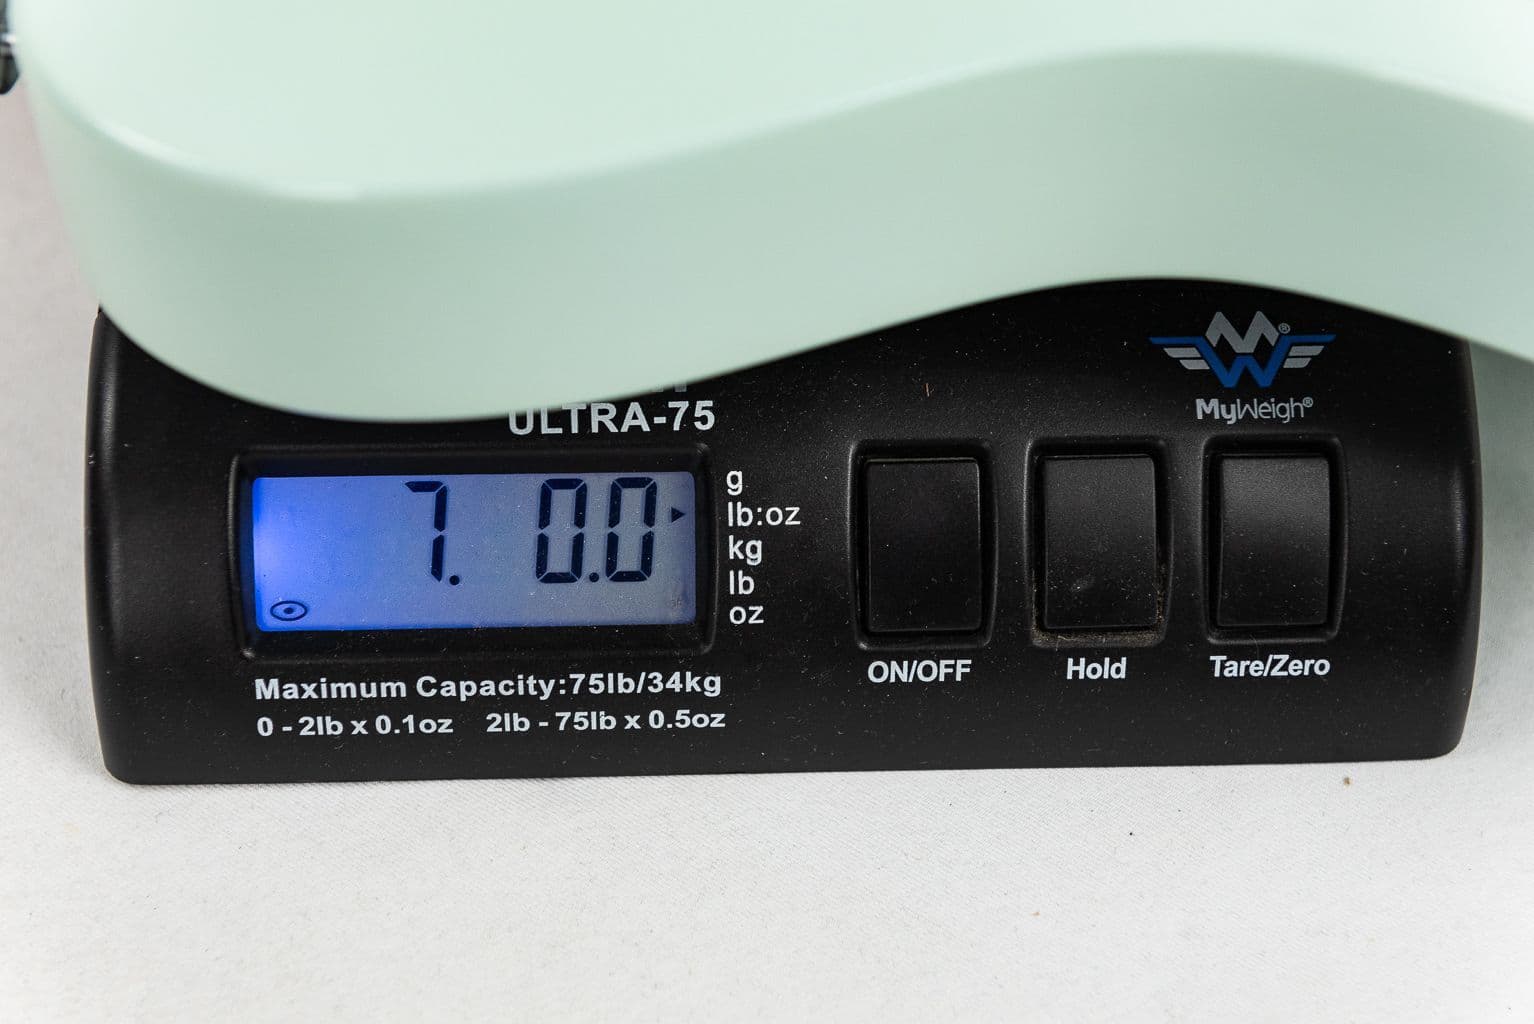 ULTRA-75
MW®
MyWeigh®
7. 0.0
g
lb:oz
kg
lb
oz
ON/OFF
Hold
Tare/Zero
Maximum Capacity:75lb/34kg
0 - 2lb x 0.1oz 2lb - 75lb x 0.5oz